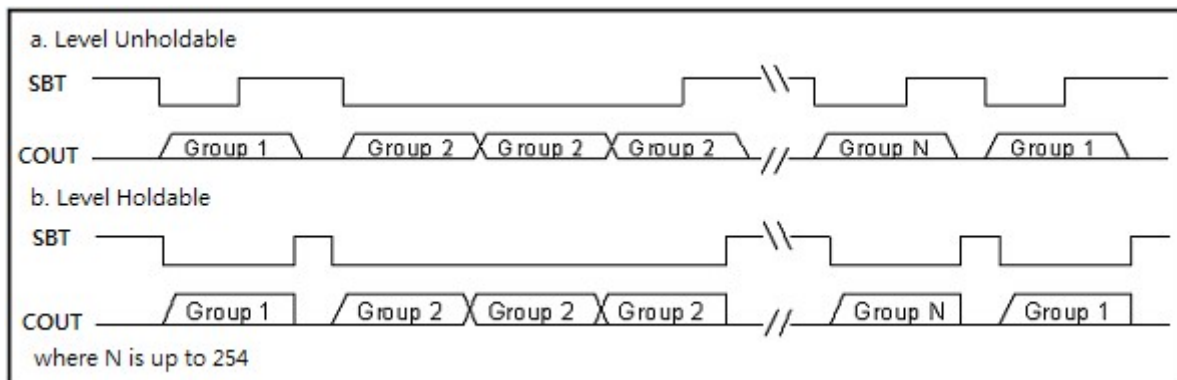 a. Level Unholdable
SBT
COUT Group 1 Group 2 Group 2 Group 2 Group N Group 1
b. Level Holdable
SBT
COUT Group 1 Group 2 Group 2 Group 2 Group N Group 1
where N is up to 254